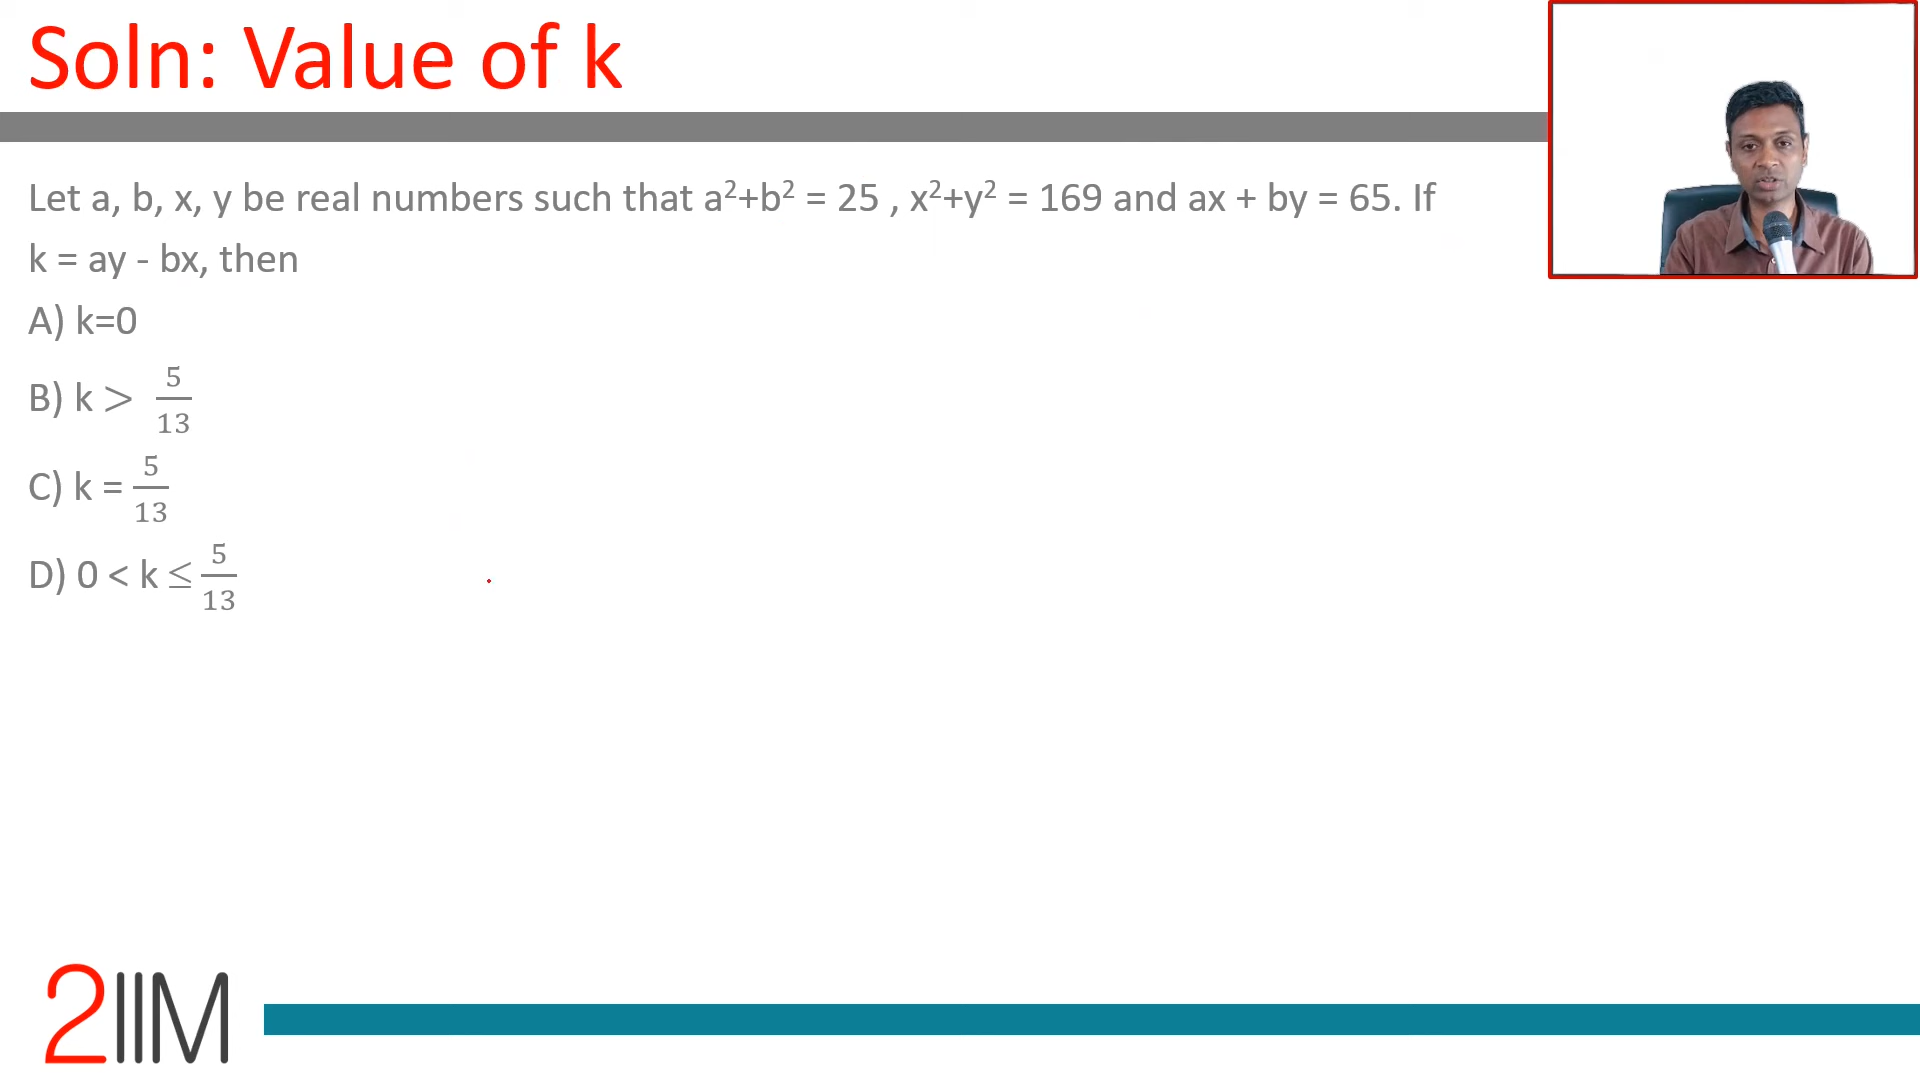 Soln: Value of k
Let a, b, x, y be real numbers such that a²+b² = 25 , x²+y² = 169 and ax + by = 65. If
k = ay - bx, then
A) k=0
B) k > 5/13
C) k = 5/13
D) 0 < k ≤ 5/13
2IIM